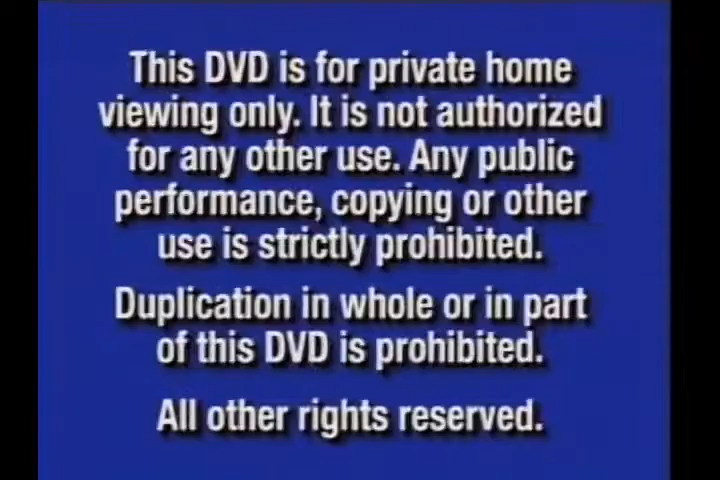 This DVD is for private home
viewing only. It is not authorized
for any other use. Any public
performance, copying or other
use is strictly prohibited.
Duplication in whole or in part
of this DVD is prohibited.
All other rights reserved.